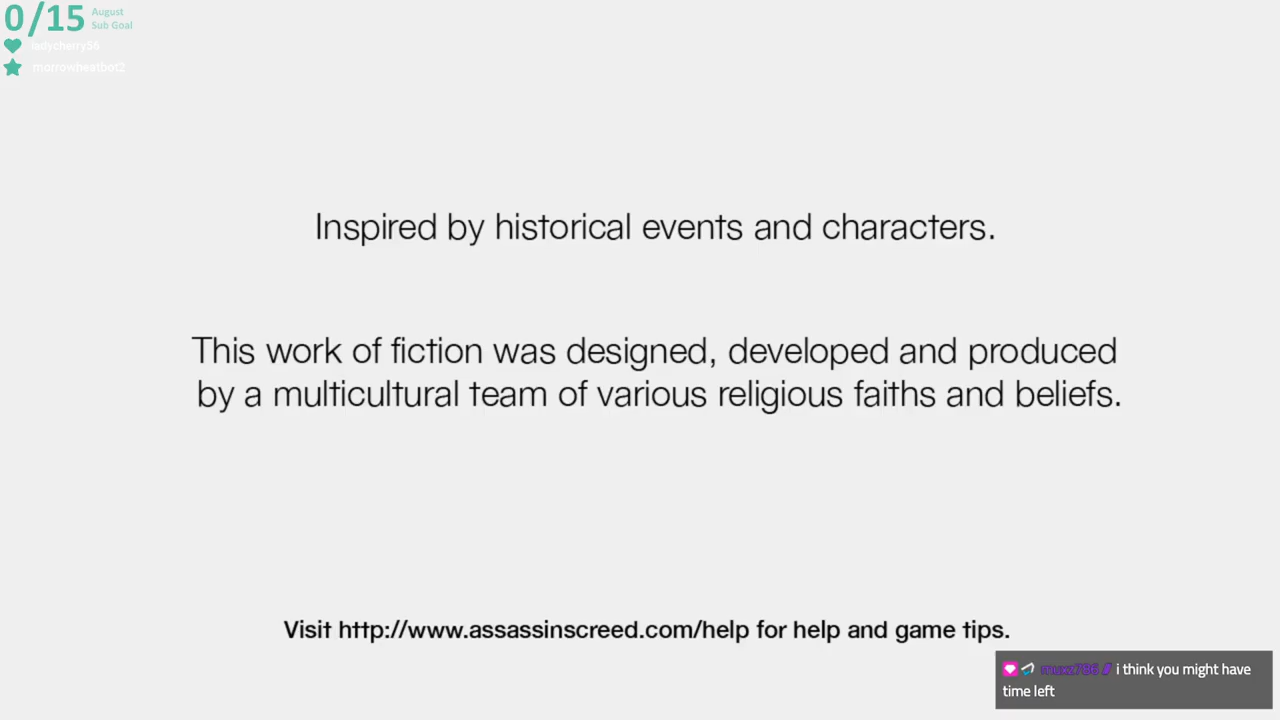 0/15 August
Sub Goal
ladycherry56
morrowheatbot2
Inspired by historical events and characters.
This work of fiction was designed, developed and produced
by a multicultural team of various religious faiths and beliefs.
Visit http://www.assassinscreed.com/help for help and game tips.
i think you might have
time left